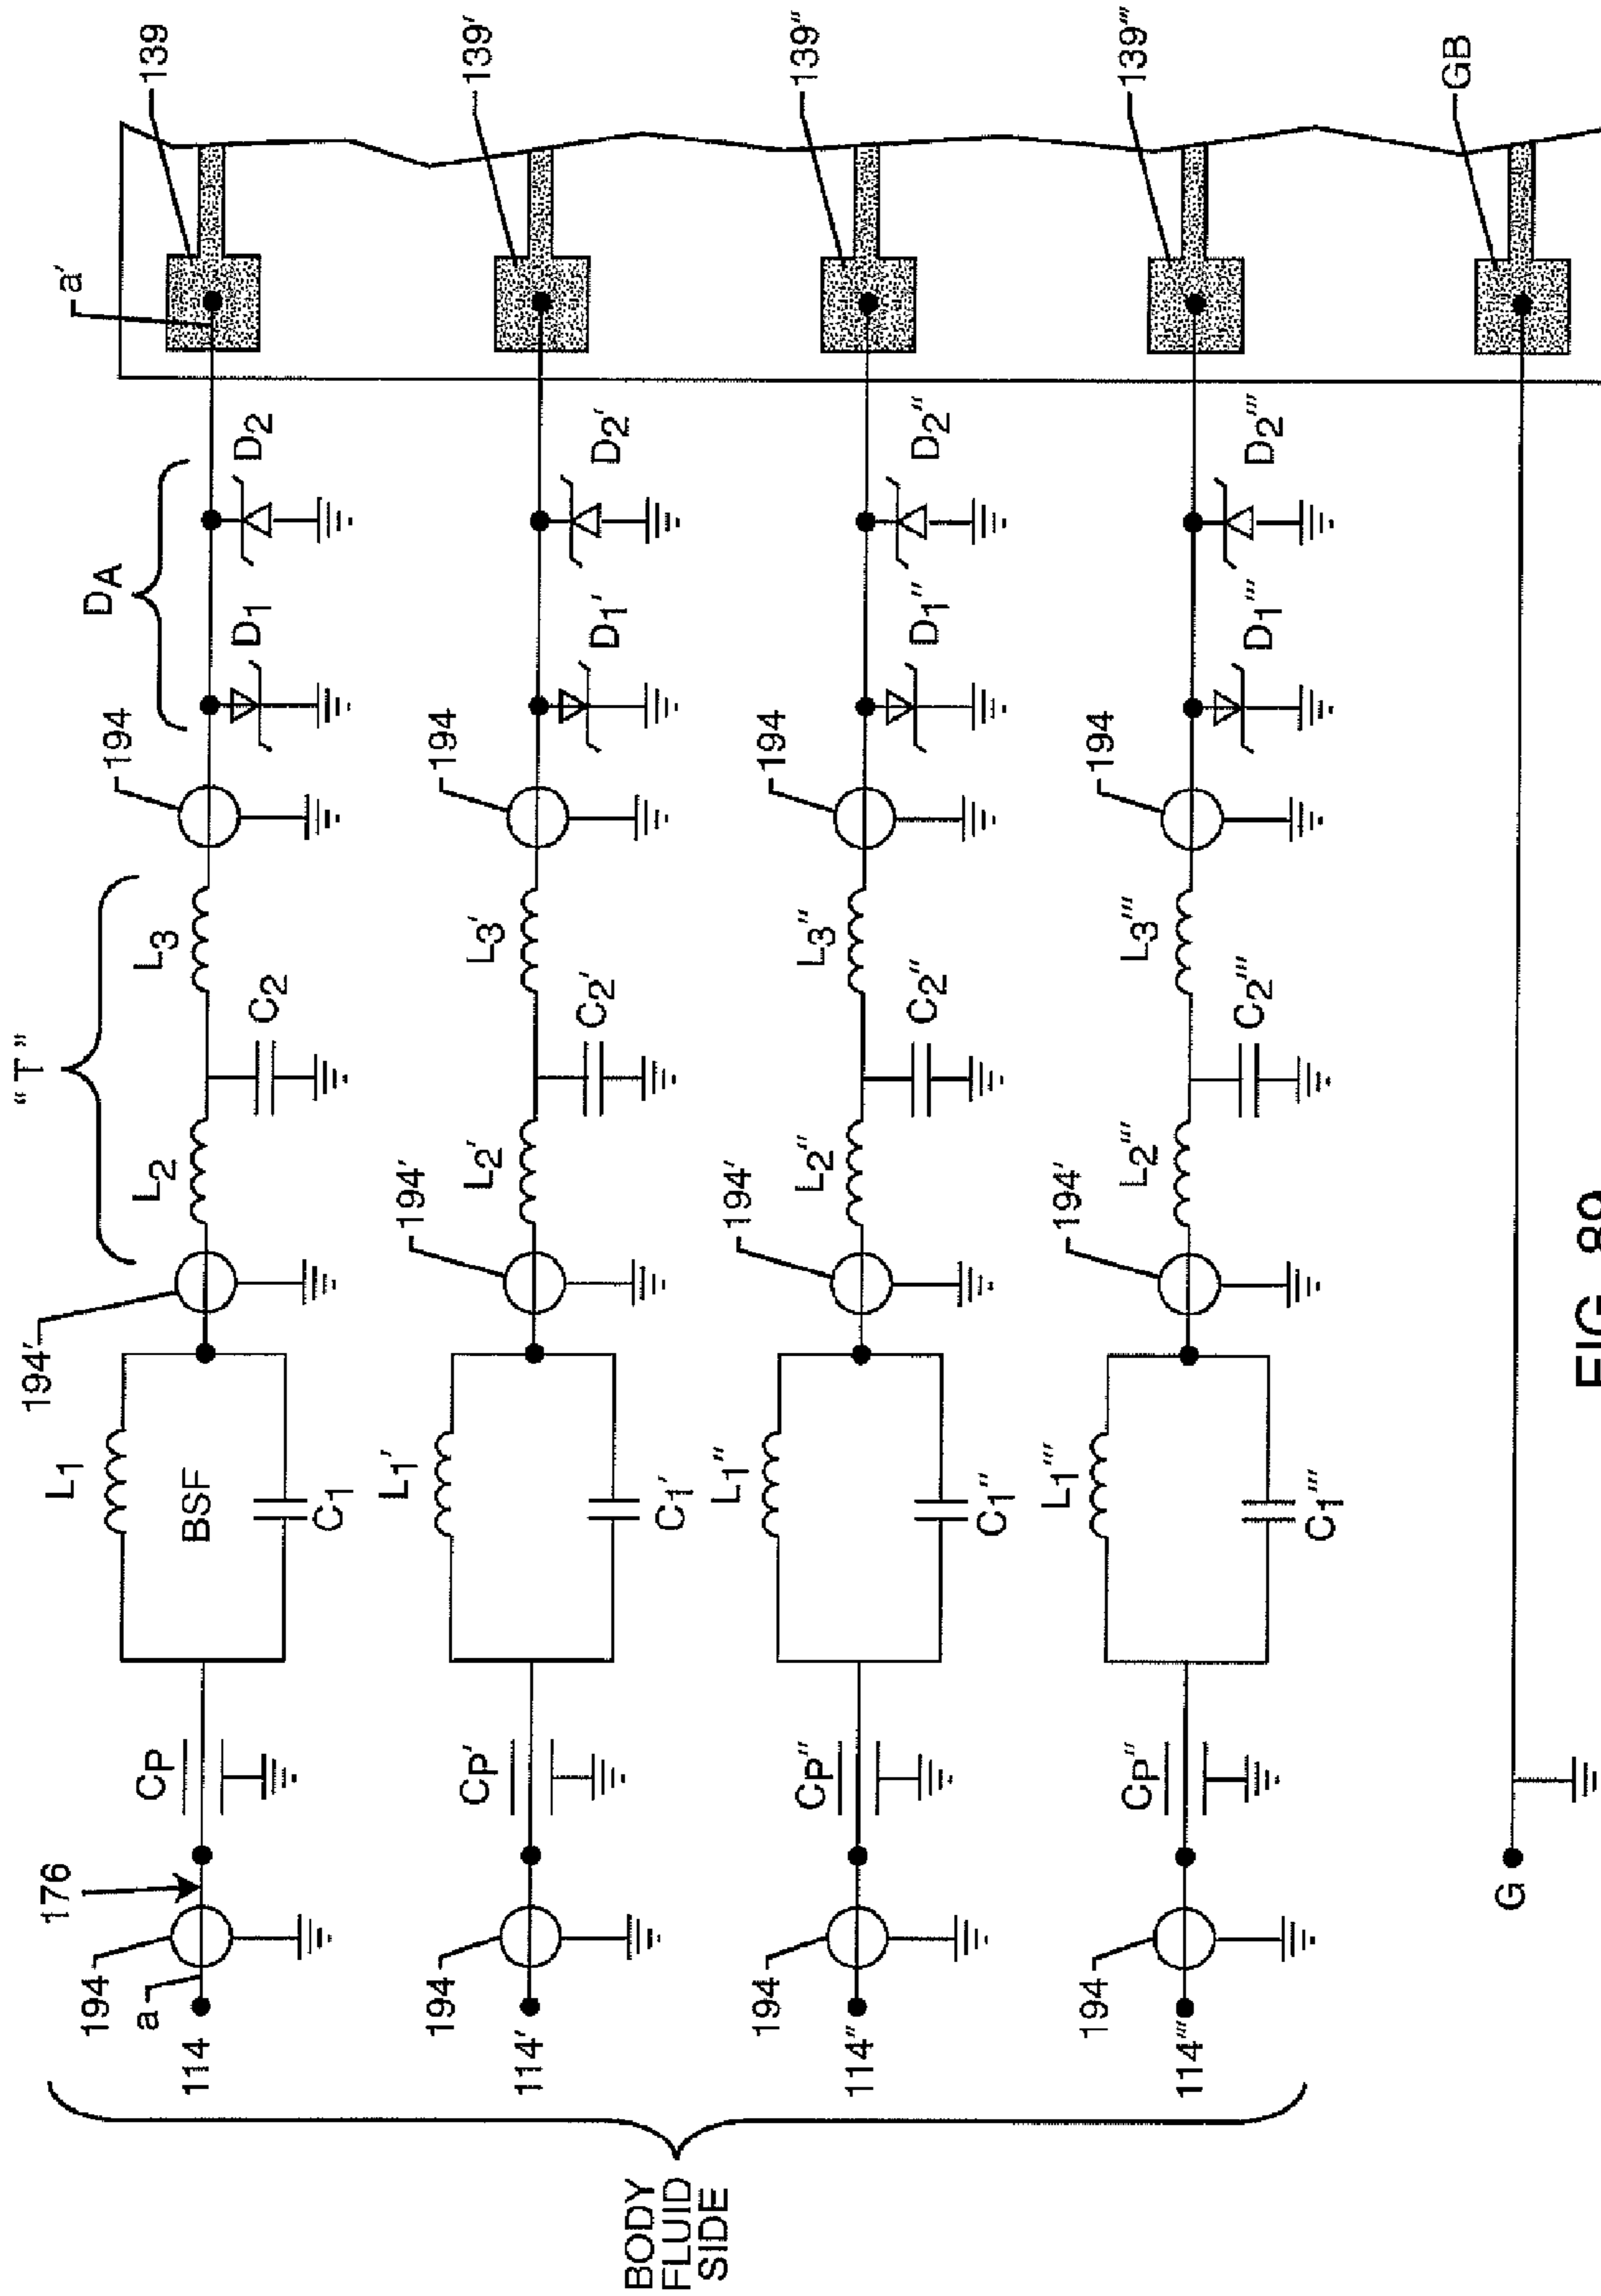 "T"
DA
194'
L1
BSF
C1
CP
176
194
a
114
L2
C2
L3
194
D1
D2
a'
139
114'
194
CP'
L1'
C1'
194'
L2'
C2'
L3'
194
D1'
D2'
139'
BODY
FLUID
SIDE
114''
194
CP''
L1''
C1''
194'
L2''
C2''
L3''
194
D1''
D2''
139''
114'''
194
CP''
L1'''
C1'''
194'
L2'''
C2'''
L3'''
194
D1'''
D2'''
139'''
G
GB
FIG 89